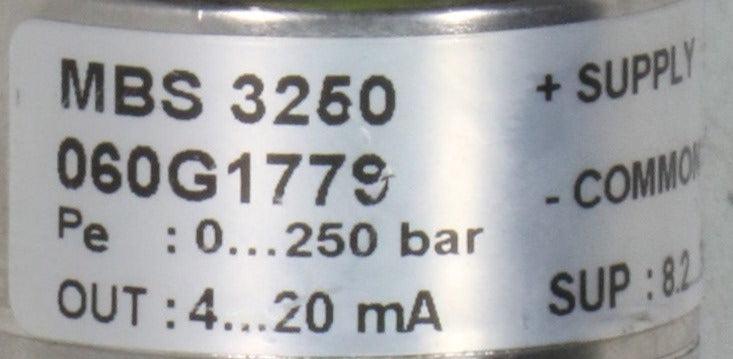 MBS 3250
060G1779
Pe : 0...250 bar
OUT : 4...20 mA
+ SUPPLY
- COMMON
SUP : 8.2